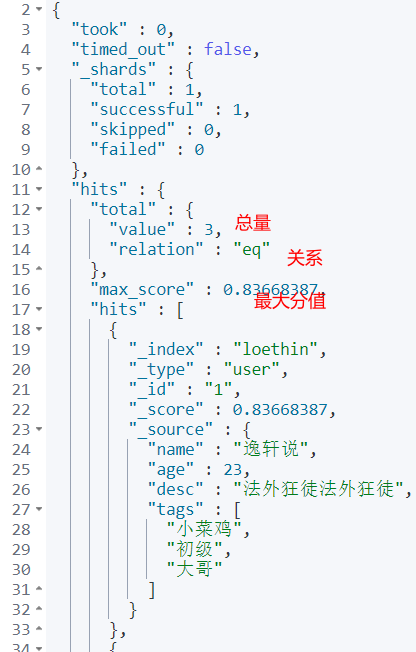 2 {
3 "took" : 0,
4 "timed_out" : false,
5 "_shards" : {
6 "total" : 1,
7 "successful" : 1,
8 "skipped" : 0,
9 "failed" : 0
10 },
11 "hits" : {
12 "total" : {
13 "value" : 3, 总量
14 "relation" : "eq"
关系
15 },
16 "max_score" : 0.83668387,
最大分值
17 "hits" : [
18 {
19 "_index" : "loethin",
20 "_type" : "user",
21 "_id" : "1",
22 "_score" : 0.83668387,
23 "_source" : {
24 "name" : "逸轩说",
25 "age" : 23,
26 "desc" : "法外狂徒法外狂徒",
27 "tags" : [
28 "小菜鸡",
29 "初级",
30 "大哥"
31 ]
32 }
33 },
34 {